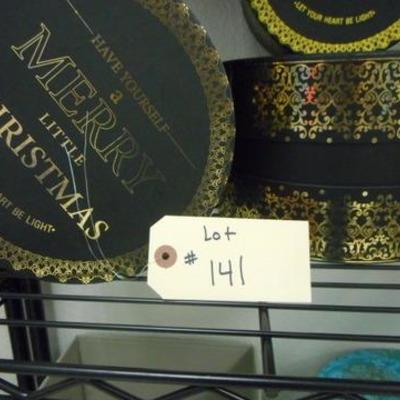 HAVE YOURSELF
a
MERRY
LITTLE
CHRISTMAS
HEART BE LIGHT•
•LET YOUR HEART BE LIGHT•
Lot
# 141